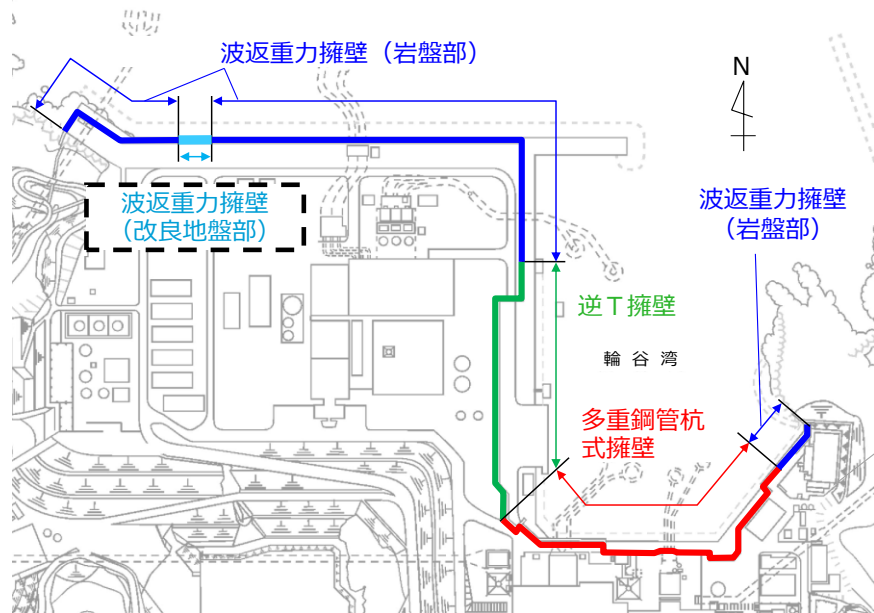 波返重力擁壁（岩盤部）
N
波返重力擁壁
（改良地盤部）
波返重力擁壁
（岩盤部）
逆Ｔ擁壁
輪谷湾
多重鋼管杭
式擁壁